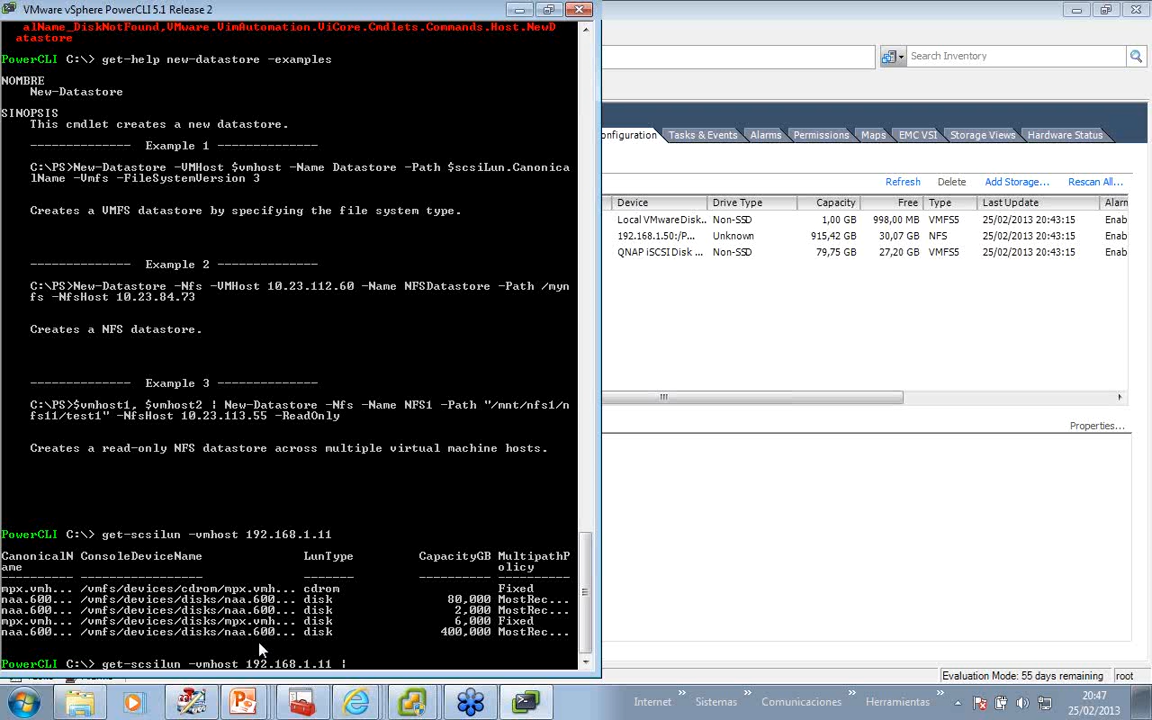 VMware vSphere PowerCLI 5.1 Release 2
alName_DiskNotFound,VMware.VimAutomation.ViCore.Cmdlets.Commands.Host.NewD
atastore
PowerCLI C:\> get-help new-datastore -examples
NOMBRE
New-Datastore
SINOPSIS
This cmdlet creates a new datastore.
-------------- Example 1 --------------
C:\PS>New-Datastore -VMHost $vmhost -Name Datastore -Path $scsiLun.Canonica
lName -Vmfs -FileSystemVersion 3
Creates a VMFS datastore by specifying the file system type.
-------------- Example 2 --------------
C:\PS>New-Datastore -Nfs -VMHost 10.23.112.60 -Name NFSDatastore -Path /myn
fs -NfsHost 10.23.84.73
Creates a NFS datastore.
-------------- Example 3 --------------
C:\PS>$vmhost1, $vmhost2 | New-Datastore -Nfs -Name NFS1 -Path "/mnt/nfs1/n
fs11/test1" -NfsHost 10.23.113.55 -ReadOnly
Creates a read-only NFS datastore across multiple virtual machine hosts.
PowerCLI C:\> get-scsilun -vmhost 192.168.1.11
CanonicalN ConsoleDeviceName LunType CapacityGB MultipathP
ame olicy
---------- ----------------- ------- ---------- ----------
mpx.vmh... /vmfs/devices/cdrom/mpx.vmh... cdrom Fixed
naa.600... /vmfs/devices/disks/naa.600... disk 80,000 MostRec...
naa.600... /vmfs/devices/disks/naa.600... disk 2,000 MostRec...
mpx.vmh... /vmfs/devices/disks/mpx.vmh... disk 6,000 Fixed
naa.600... /vmfs/devices/disks/naa.600... disk 400,000 MostRec...
PowerCLI C:\> get-scsilun -vmhost 192.168.1.11 |
Search Inventory
onfiguration Tasks & Events Alarms Permissions Maps EMC VSI Storage Views Hardware Status
Refresh Delete Add Storage... Rescan All...
Device Drive Type Capacity Free Type Last Update Alarm
Local VMware Disk... Non-SSD 1,00 GB 998,00 MB VMFS5 25/02/2013 20:43:15 Enab
192.168.1.50:/P... Unknown 915,42 GB 30,07 GB NFS 25/02/2013 20:43:15 Enab
QNAP iSCSI Disk ... Non-SSD 79,75 GB 27,20 GB VMFS5 25/02/2013 20:43:15 Enab
Properties...
Evaluation Mode: 55 days remaining root
Internet Sistemas Comunicaciones Herramientas
20:47
25/02/2013